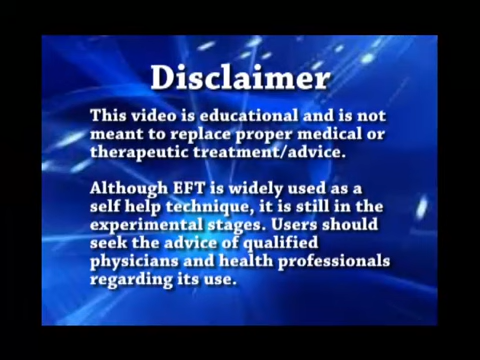 Disclaimer
This video is educational and is not
meant to replace proper medical or
therapeutic treatment/advice.
Although EFT is widely used as a
self help technique, it is still in the
experimental stages. Users should
seek the advice of qualified
physicians and health professionals
regarding its use.